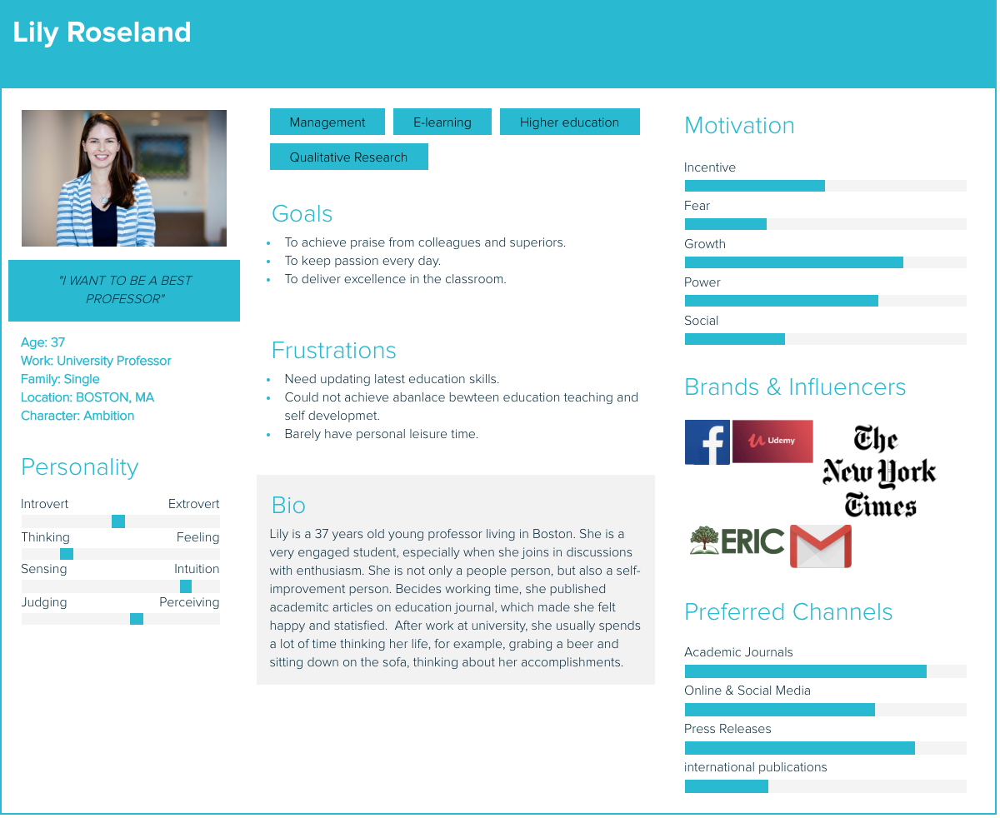 Lily Roseland
"I WANT TO BE A BEST
PROFESSOR"
Age: 37
Work: University Professor
Family: Single
Location: BOSTON, MA
Character: Ambition
Personality
Introvert Extrovert
Thinking Feeling
Sensing Intuition
Judging Perceiving
Management E-learning Higher education
Qualitative Research
Goals
• To achieve praise from colleagues and superiors.
• To keep passion every day.
• To deliver excellence in the classroom.
Frustrations
• Need updating latest education skills.
• Could not achieve abanlace bewteen education teaching and
self developmet.
• Barely have personal leisure time.
Bio
Lily is a 37 years old young professor living in Boston. She is a
very engaged student, especially when she joins in discussions
with enthusiasm. She is not only a people person, but also a self-
improvement person. Becides working time, she published
academitc articles on education journal, which made she felt
happy and statisfied.  After work at university, she usually spends
a lot of time thinking her life, for example, grabing a beer and
sitting down on the sofa, thinking about her accomplishments.
Motivation
Incentive
Fear
Growth
Power
Social
Brands & Influencers
Udemy
The
New York
Times
ERIC
Preferred Channels
Academic Journals
Online & Social Media
Press Releases
international publications